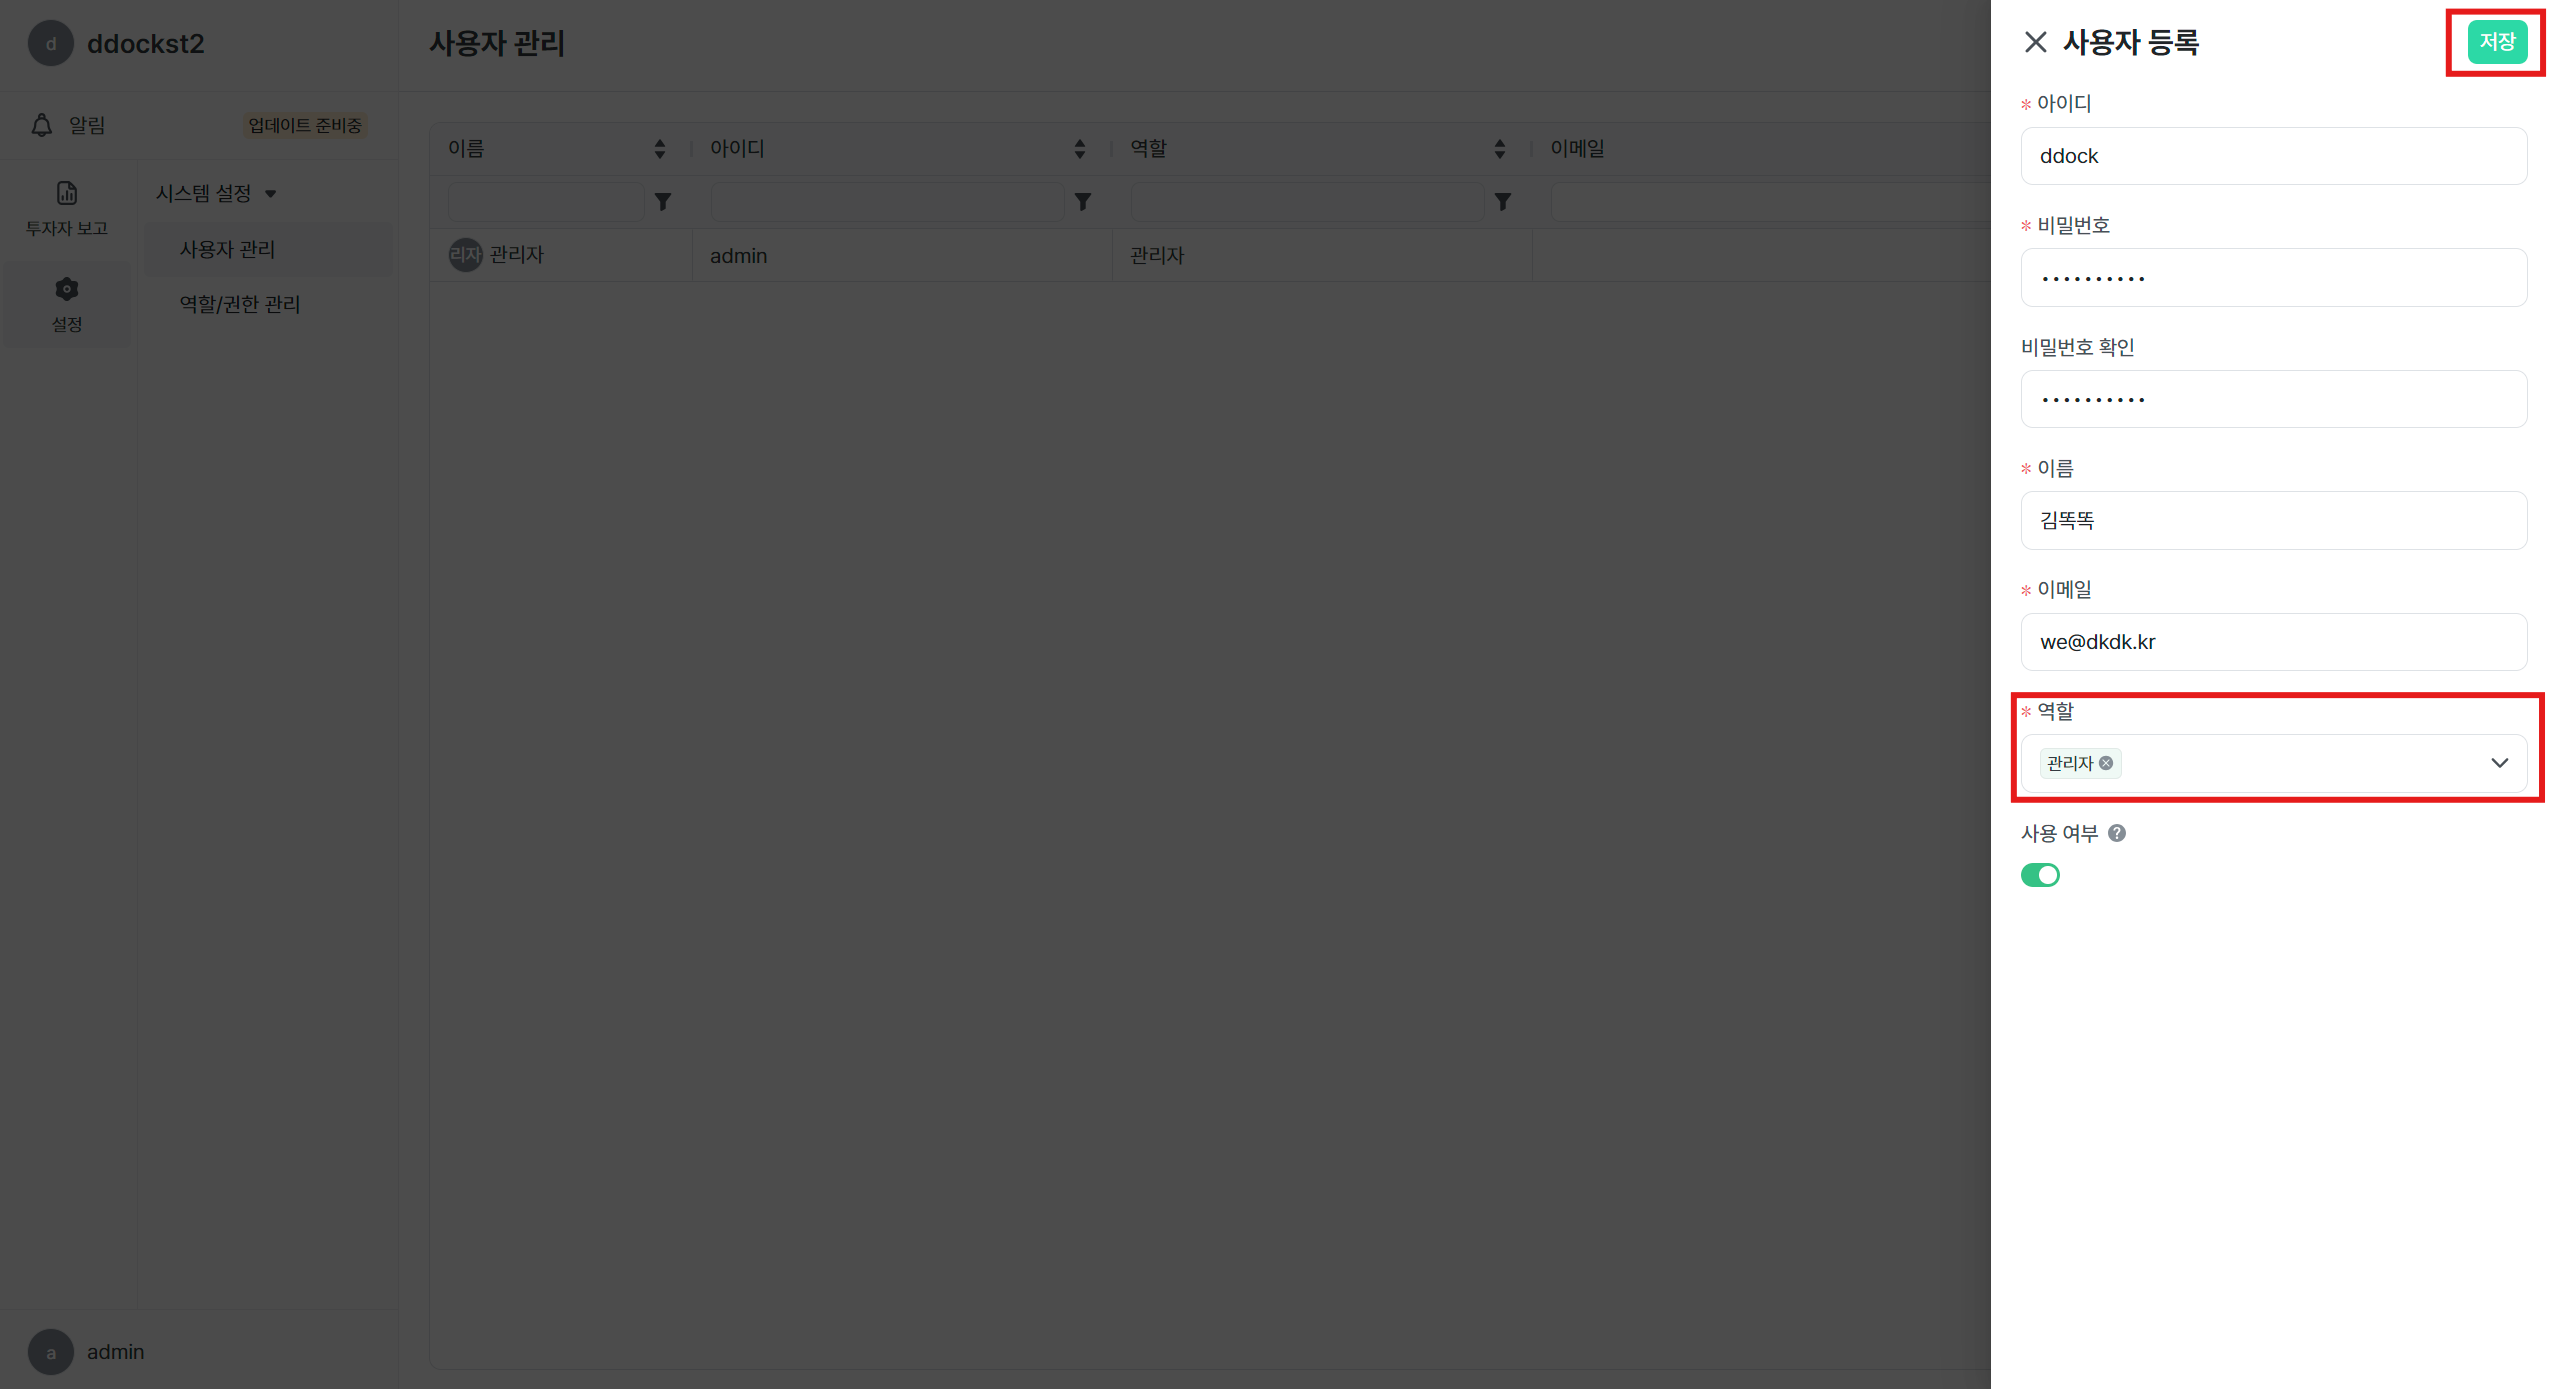 d ddockst2
알림 업데이트 준비중
투자자 보고
설정
시스템 설정
사용자 관리
역할/권한 관리
a admin
사용자 관리
이름 아이디 역할 이메일
리자 관리자 admin 관리자
사용자 등록 저장
* 아이디
ddock
* 비밀번호
••••••••••
비밀번호 확인
••••••••••
* 이름
김똑똑
* 이메일
we@dkdk.kr
* 역할
관리자
사용 여부 ?